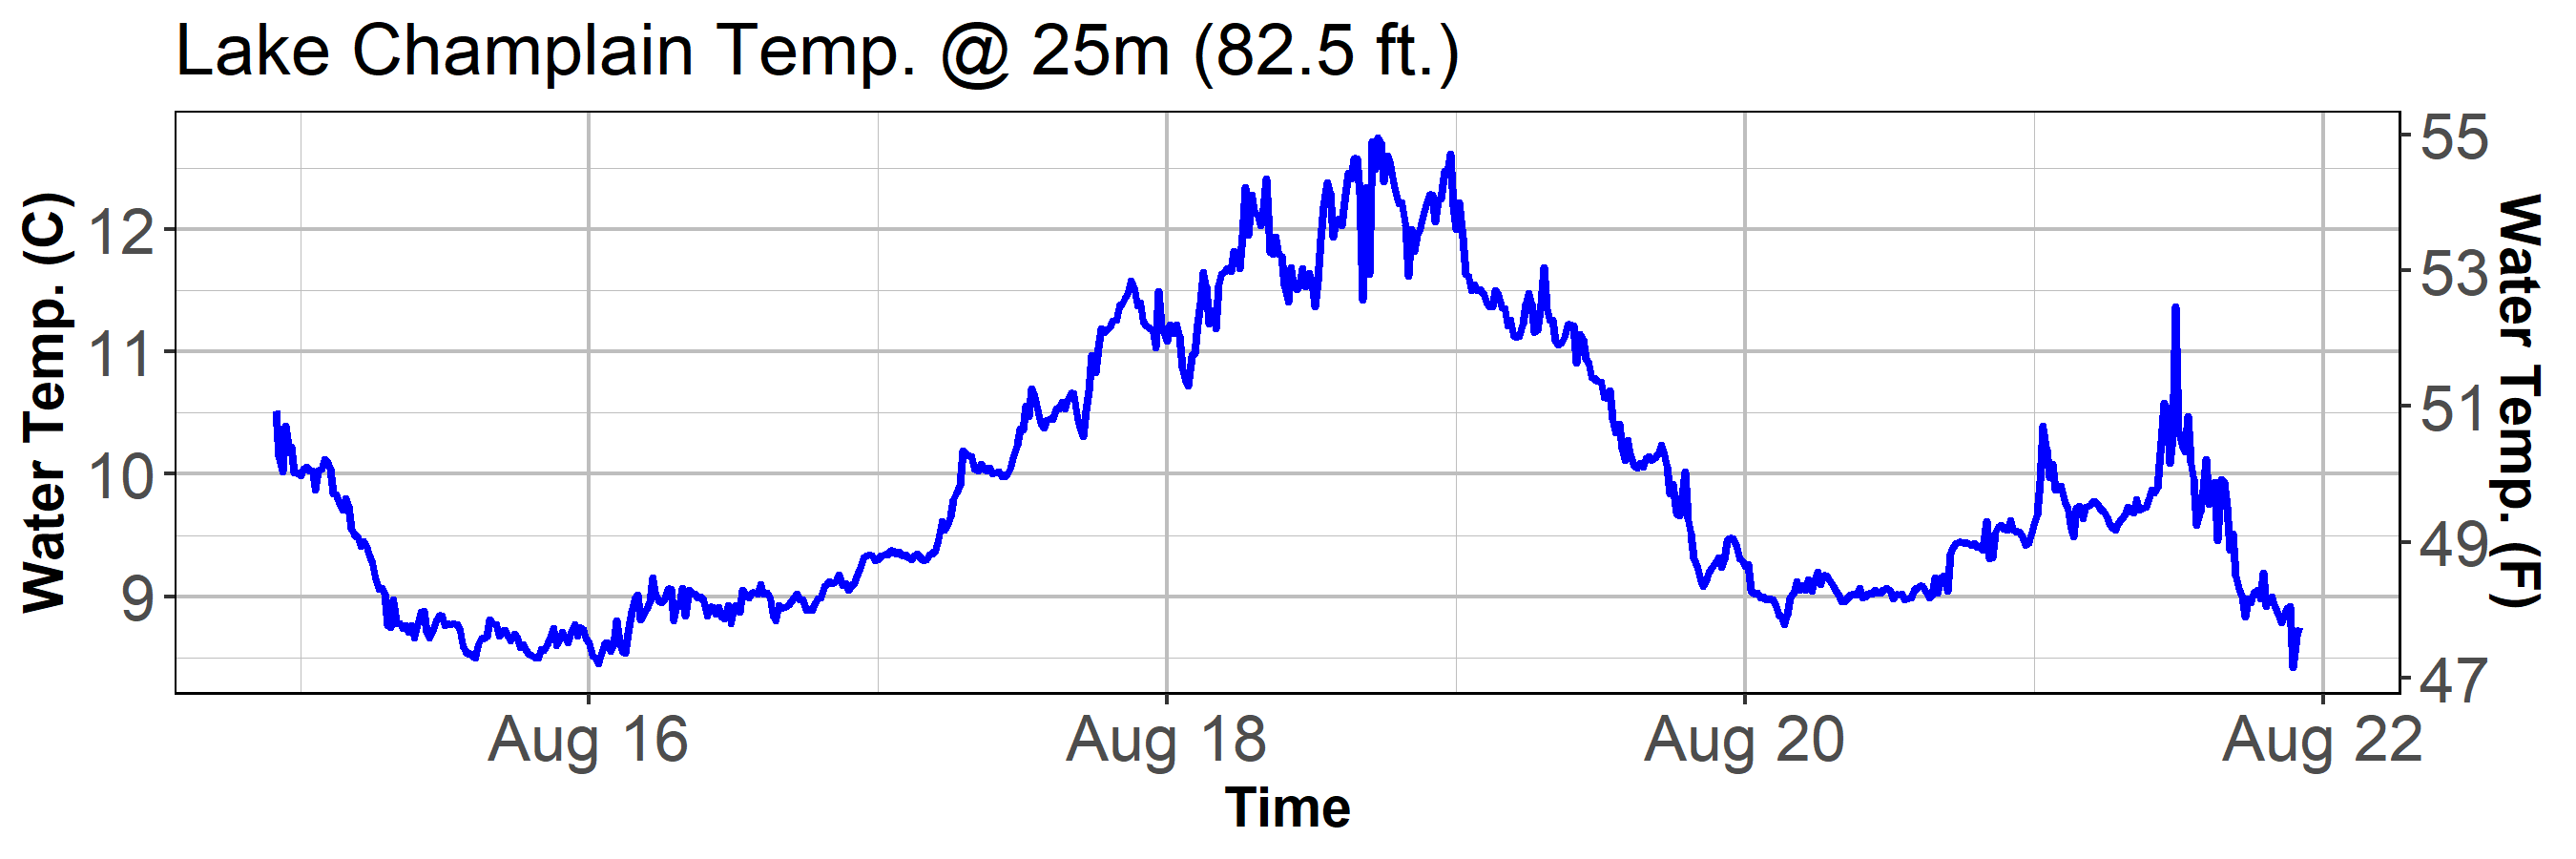 Lake Champlain Temp. @ 25m (82.5 ft.)
Water Temp. (C)
12
11
10
9
55
53
51
49
47
Water Temp. (F)
Aug 16
Aug 18
Aug 20
Aug 22
Time